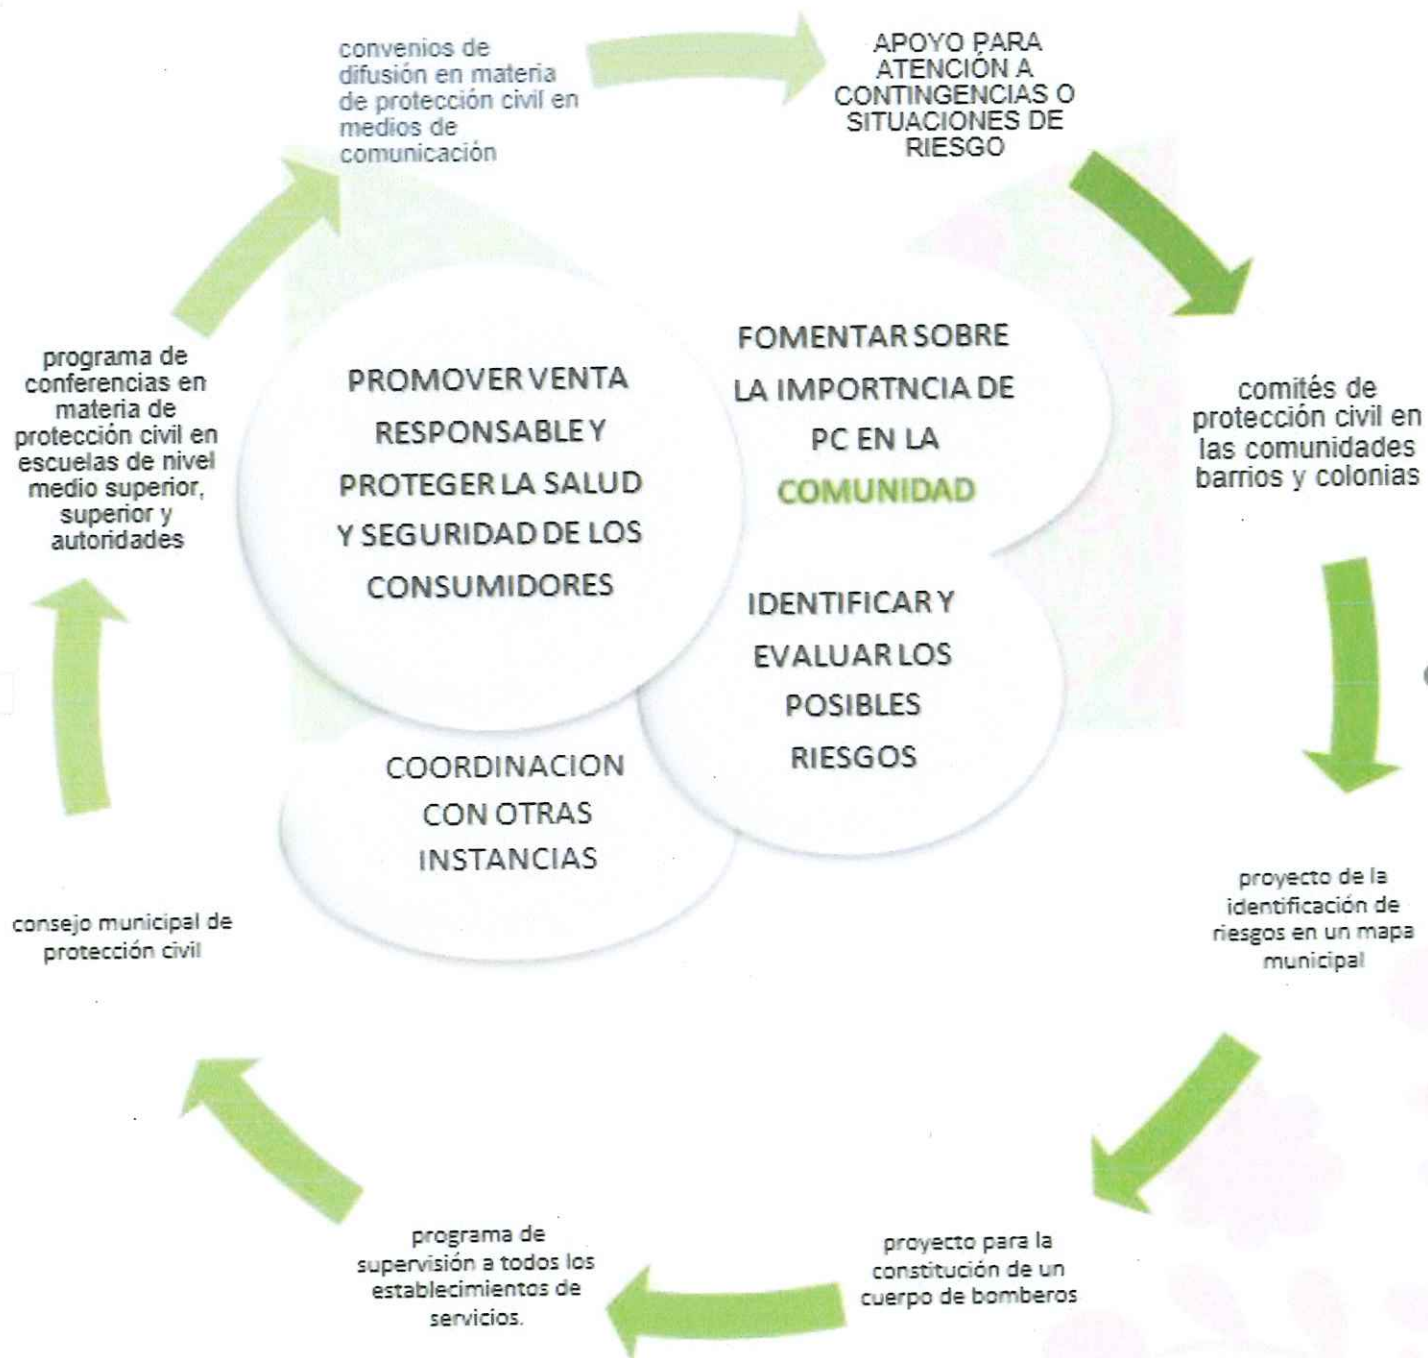 convenios de
difusión en materia
de protección civil en
medios de
comunicación
APOYO PARA
ATENCIÓN A
CONTINGENCIAS O
SITUACIONES DE
RIESGO
comités de
protección civil en
las comunidades
barrios y colonias
proyecto de la
identificación de
riesgos en un mapa
municipal
proyecto para la
constitución de un
cuerpo de bomberos
programa de
supervisión a todos los
establecimientos de
servicios.
consejo municipal de
protección civil
programa de
conferencias en
materia de
protección civil en
escuelas de nivel
medio superior,
superior y
autoridades
PROMOVER VENTA
RESPONSABLE Y
PROTEGER LA SALUD
Y SEGURIDAD DE LOS
CONSUMIDORES
FOMENTAR SOBRE
LA IMPORTNCIA DE
PC EN LA
COMUNIDAD
IDENTIFICAR Y
EVALUAR LOS
POSIBLES
RIESGOS
COORDINACION
CON OTRAS
INSTANCIAS